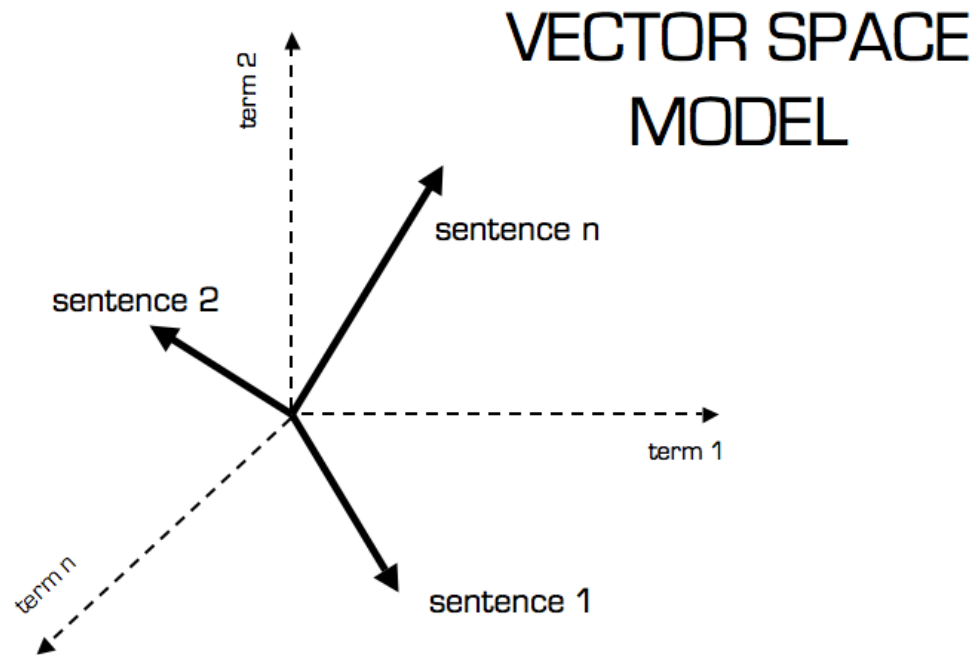 VECTOR SPACE
MODEL
term 2
sentence n
sentence 2
term 1
term n
sentence 1